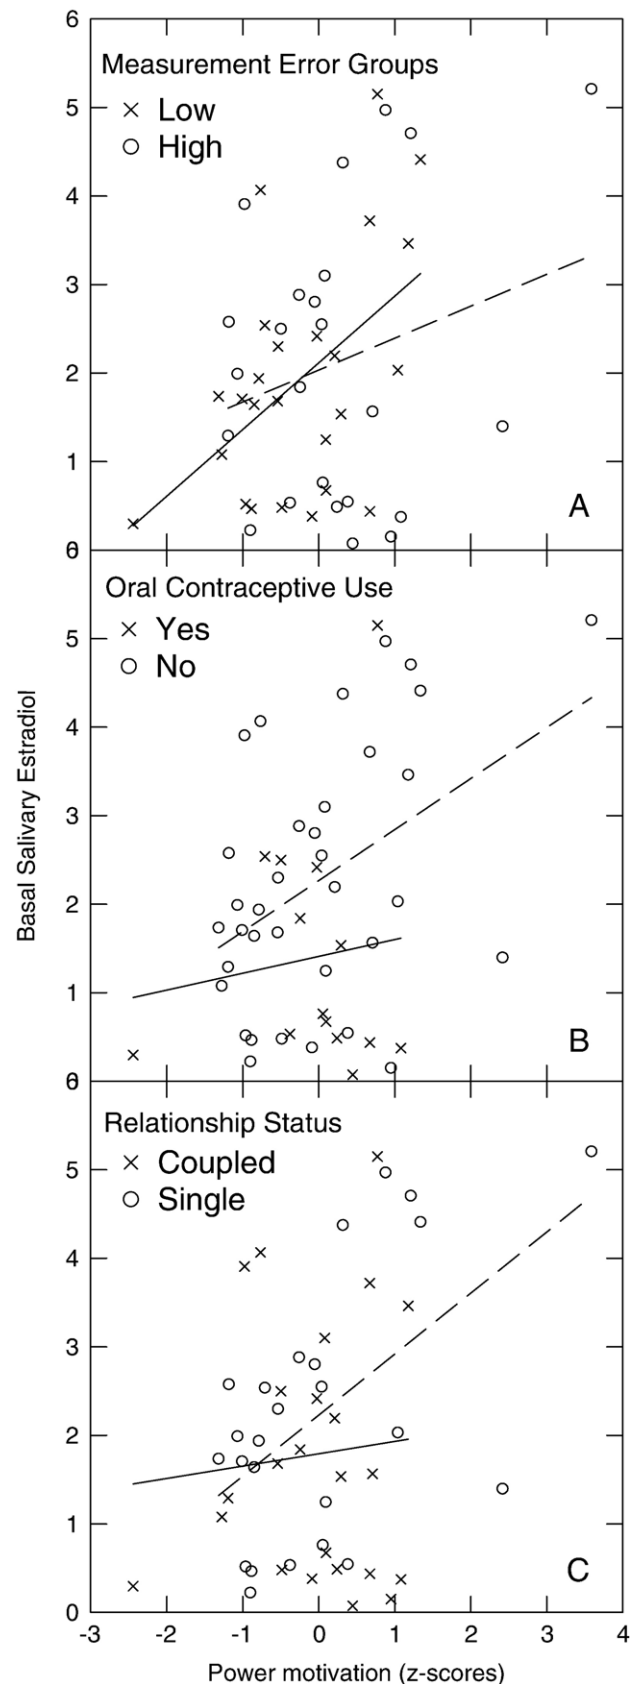 6
Measurement Error Groups
× Low
○ High
5
4
3
2
1
0
A
6
Oral Contraceptive Use
× Yes
○ No
5
4
3
2
1
0
B
Basal Salivary Estradiol
6
Relationship Status
× Coupled
○ Single
5
4
3
2
1
0
C
-3 -2 -1 0 1 2 3 4
Power motivation (z-scores)